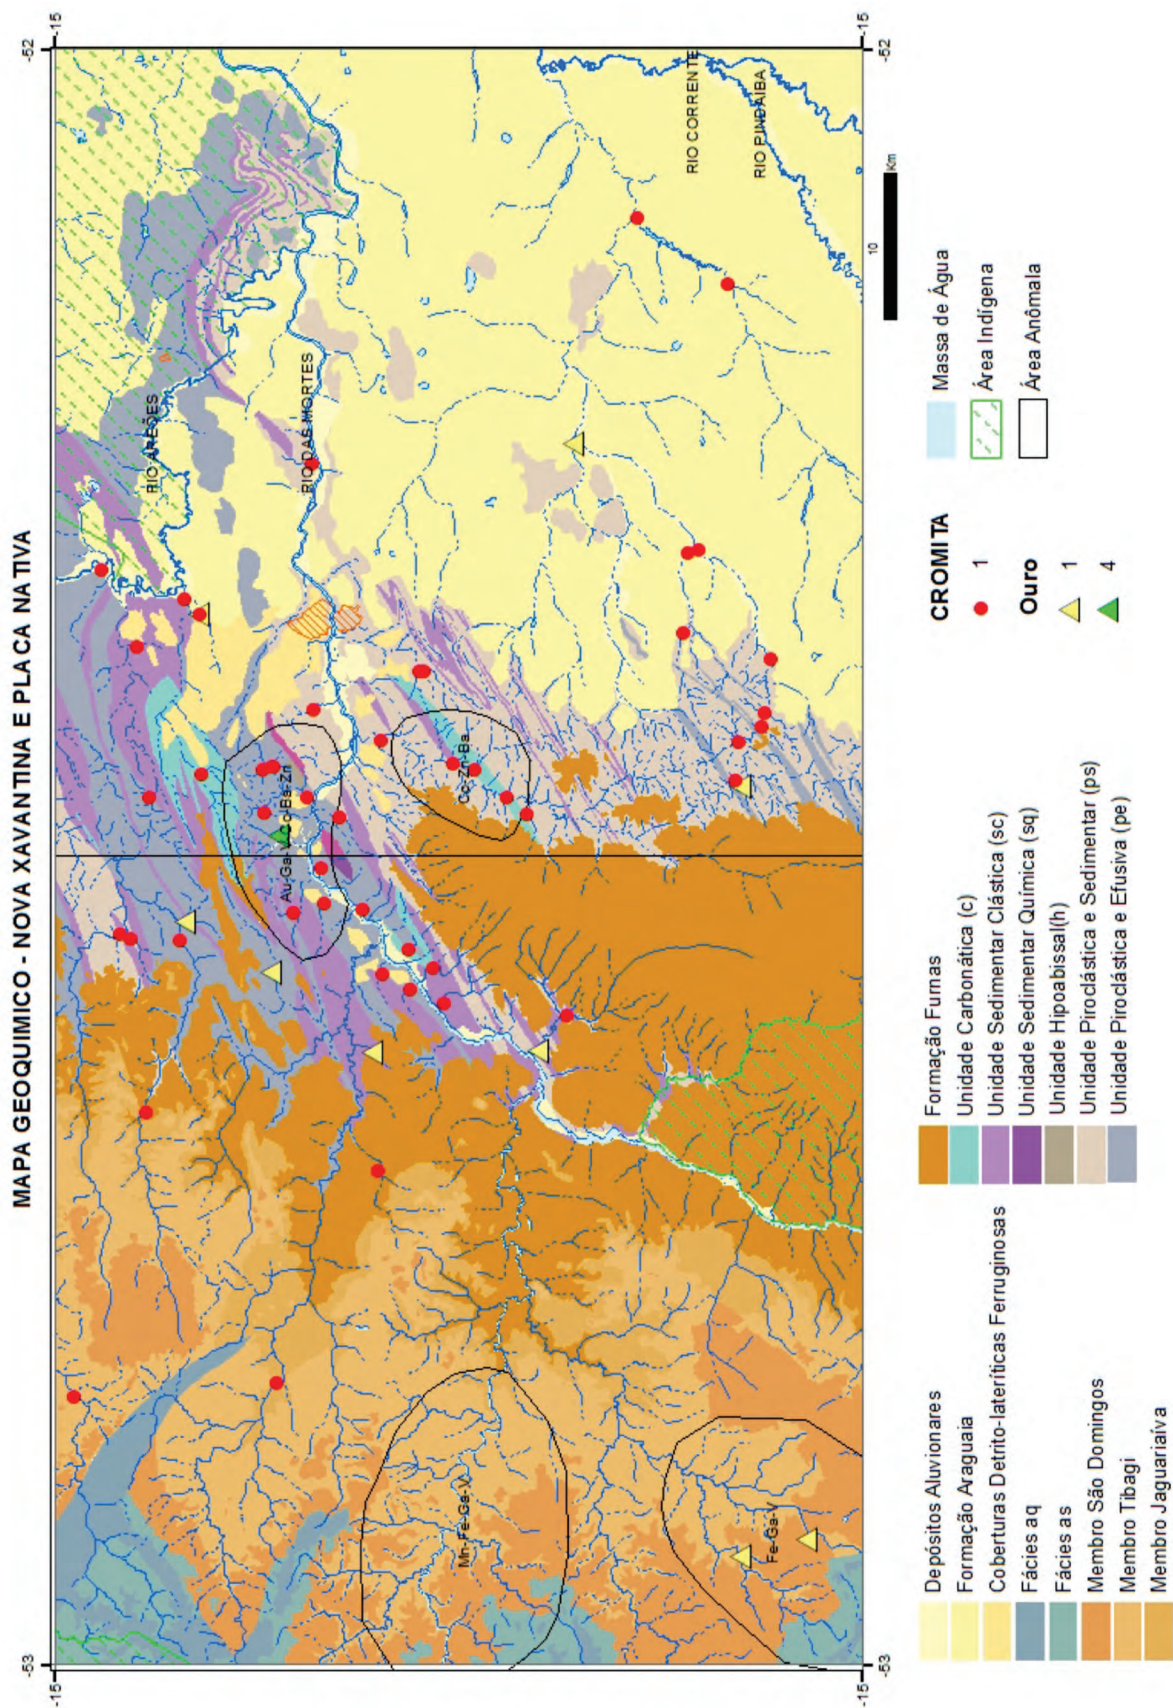 MAPA GEOQUIMICO - NOVA XAVANTINA E PLACA NATIVA
-53
-52
-15
-15
RIO AREÕES
RIO DAS MORTES
RIO CORRENTE
RIO PINDAIBA
Au-Ga-V-Co-Ba-Zn
Co-Zn-Ba
Mn-Fe-Ga-V
Fe-Ga-V
-15
-15
-53
-52
10
Km
Depósitos Aluvionares
Formação Araguaia
Coberturas Detrito-lateríticas Ferruginosas
Fácies aq
Fácies as
Membro São Domingos
Membro Tibagi
Membro Jaguariaíva
Formação Furnas
Unidade Carbonática (c)
Unidade Sedimentar Clástica (sc)
Unidade Sedimentar Química (sq)
Unidade Hipoabissal(h)
Unidade Piroclástica e Sedimentar (ps)
Unidade Piroclástica e Efusiva (pe)
CROMITA
1
Ouro
1
4
Massa de Água
Área Indígena
Área Anômala